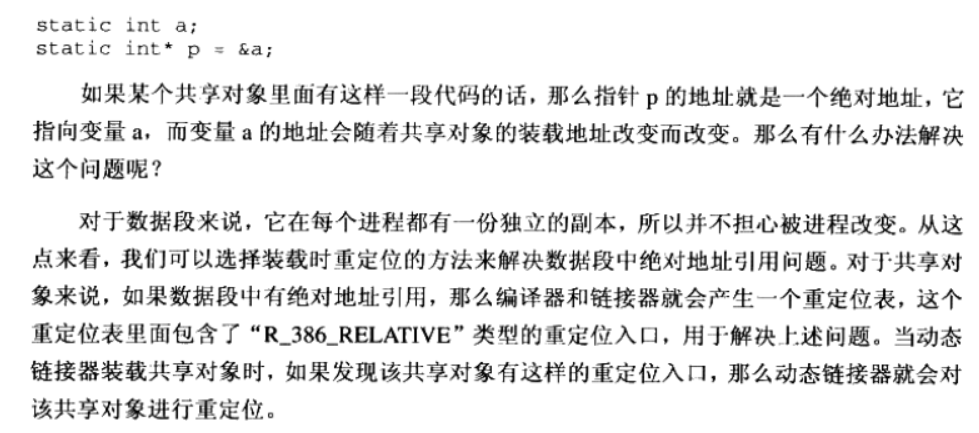 static int a;
static int* p = &a;
如果某个共享对象里面有这样一段代码的话，那么指针 p 的地址就是一个绝对地址，它
指向变量 a，而变量 a 的地址会随着共享对象的装载地址改变而改变。那么有什么办法解决
这个问题呢？
对于数据段来说，它在每个进程都有一份独立的副本，所以并不担心被进程改变。从这
点来看，我们可以选择装载时重定位的方法来解决数据段中绝对地址引用问题。对于共享对
象来说，如果数据段中有绝对地址引用，那么编译器和链接器就会产生一个重定位表，这个
重定位表里面包含了“R_386_RELATIVE”类型的重定位入口，用于解决上述问题。当动态
链接器装载共享对象时，如果发现该共享对象有这样的重定位入口，那么动态链接器就会对
该共享对象进行重定位。